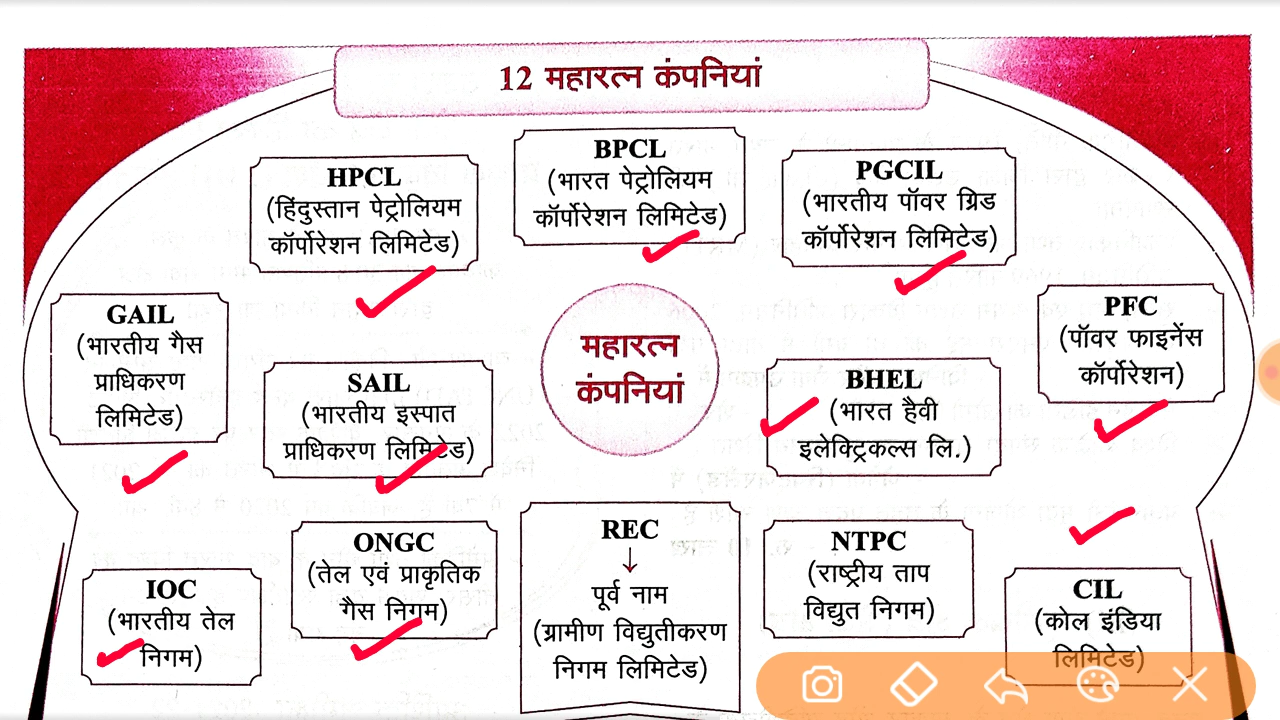 12 महारत्न कंपनियां
HPCL
(हिंदुस्तान पेट्रोलियम
कॉर्पोरेशन लिमिटेड)
BPCL
(भारत पेट्रोलियम
कॉर्पोरेशन लिमिटेड)
PGCIL
(भारतीय पॉवर ग्रिड
कॉर्पोरेशन लिमिटेड)
GAIL
(भारतीय गैस
प्राधिकरण
लिमिटेड)
SAIL
(भारतीय इस्पात
प्राधिकरण लिमिटेड)
महारत्न
कंपनियां
BHEL
(भारत हैवी
इलेक्ट्रिकल्स लि.)
PFC
(पॉवर फाइनेंस
कॉर्पोरेशन)
IOC
(भारतीय तेल
निगम)
ONGC
(तेल एवं प्राकृतिक
गैस निगम)
REC
↓
पूर्व नाम
(ग्रामीण विद्युतीकरण
निगम लिमिटेड)
NTPC
(राष्ट्रीय ताप
विद्युत निगम)
CIL
(कोल इंडिया
लिमिटेड)